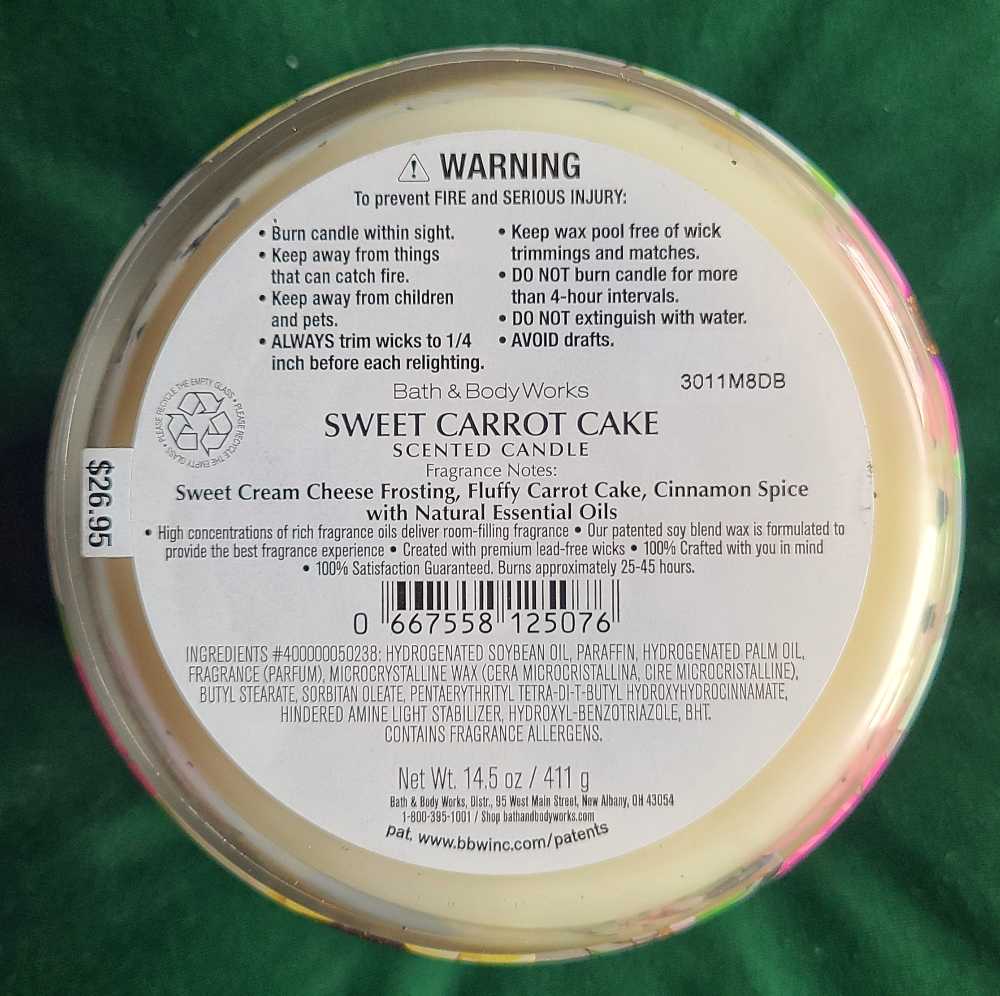 ⚠ WARNING
To prevent FIRE and SERIOUS INJURY:
• Burn candle within sight.
• Keep away from things
that can catch fire.
• Keep away from children
and pets.
• ALWAYS trim wicks to 1/4
inch before each relighting.
• Keep wax pool free of wick
trimmings and matches.
• DO NOT burn candle for more
than 4-hour intervals.
• DO NOT extinguish with water.
• AVOID drafts.
PLEASE RECYCLE THE EMPTY GLASS • PLEASE RECYCLE THE EMPTY GLASS •
Bath & Body Works
3011M8DB
SWEET CARROT CAKE
SCENTED CANDLE
Fragrance Notes:
Sweet Cream Cheese Frosting, Fluffy Carrot Cake, Cinnamon Spice
with Natural Essential Oils
$26.95
• High concentrations of rich fragrance oils deliver room-filling fragrance • Our patented soy blend wax is formulated to
provide the best fragrance experience • Created with premium lead-free wicks • 100% Crafted with you in mind
• 100% Satisfaction Guaranteed. Burns approximately 25-45 hours.
0 667558 125076
INGREDIENTS #400000050238: HYDROGENATED SOYBEAN OIL, PARAFFIN, HYDROGENATED PALM OIL,
FRAGRANCE (PARFUM), MICROCRYSTALLINE WAX (CERA MICROCRISTALLINA, CIRE MICROCRISTALLINE),
BUTYL STEARATE, SORBITAN OLEATE, PENTAERYTHRITYL TETRA-DI-T-BUTYL HYDROXYHYDROCINNAMATE,
HINDERED AMINE LIGHT STABILIZER, HYDROXYL-BENZOTRIAZOLE, BHT.
CONTAINS FRAGRANCE ALLERGENS.
Net Wt. 14.5 oz / 411 g
Bath & Body Works, Distr., 95 West Main Street, New Albany, OH 43054
1-800-395-1001 / Shop bathandbodyworks.com
pat. www.bbwinc.com/patents